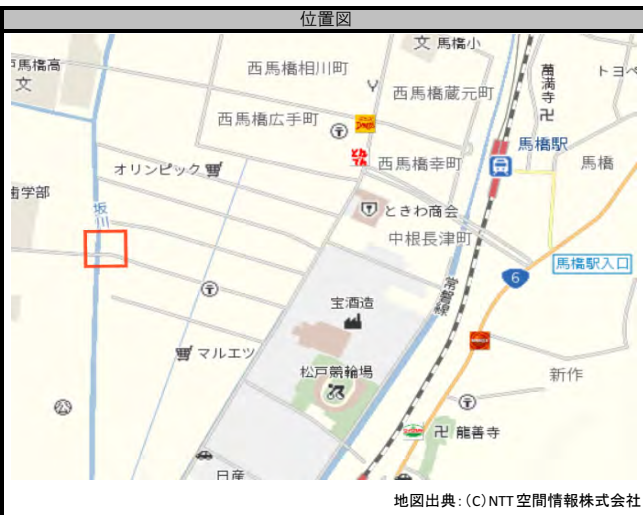 位置図
文 馬橋小
戸馬橋高
文
西馬橋相川町
萬満寺
卍
トヨペ
西馬橋蔵元町
西馬橋広手町
馬橋駅
西馬橋幸町
馬橋
オリンピック
歯学部
坂川
ときわ商会
中根長津町
馬橋駅入口
6
常磐線
宝酒造
マルエツ
松戸競輪場
新作
公
卍 龍善寺
日産
地図出典:(C)NTT空間情報株式会社